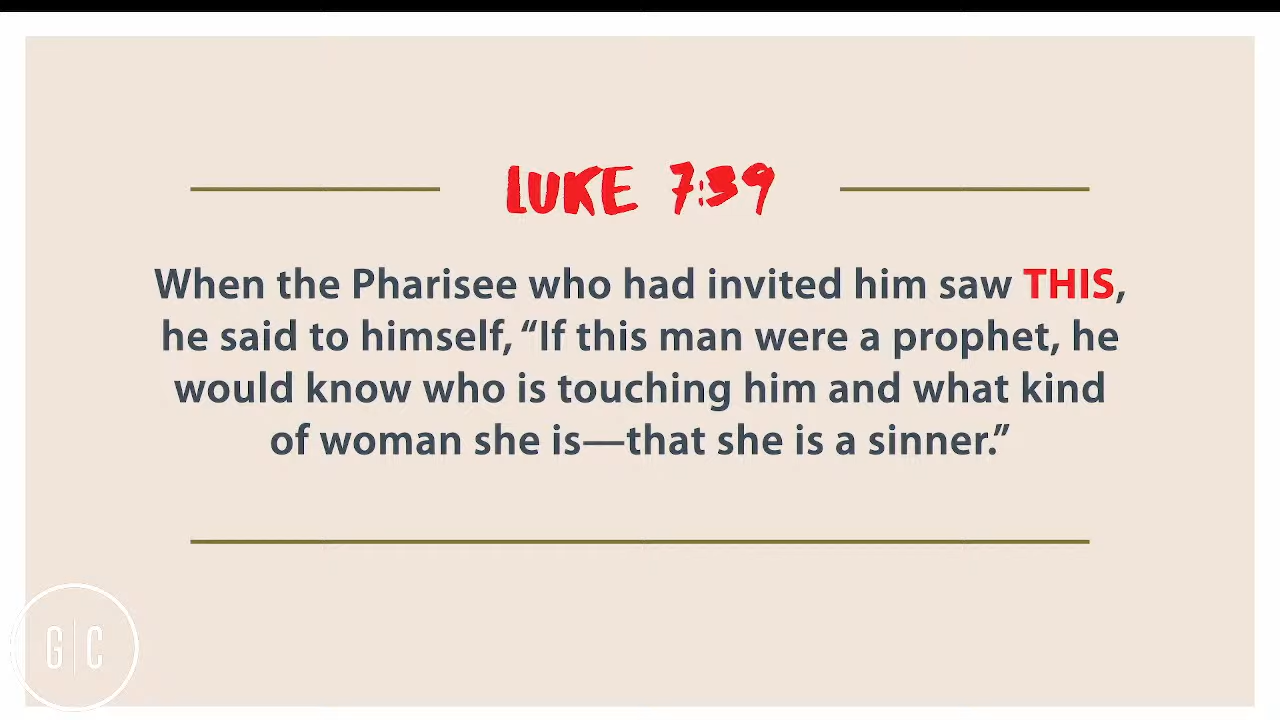 LUKE 7:39
When the Pharisee who had invited him saw THIS,
he said to himself, “If this man were a prophet, he
would know who is touching him and what kind
of woman she is—that she is a sinner.”
G|C